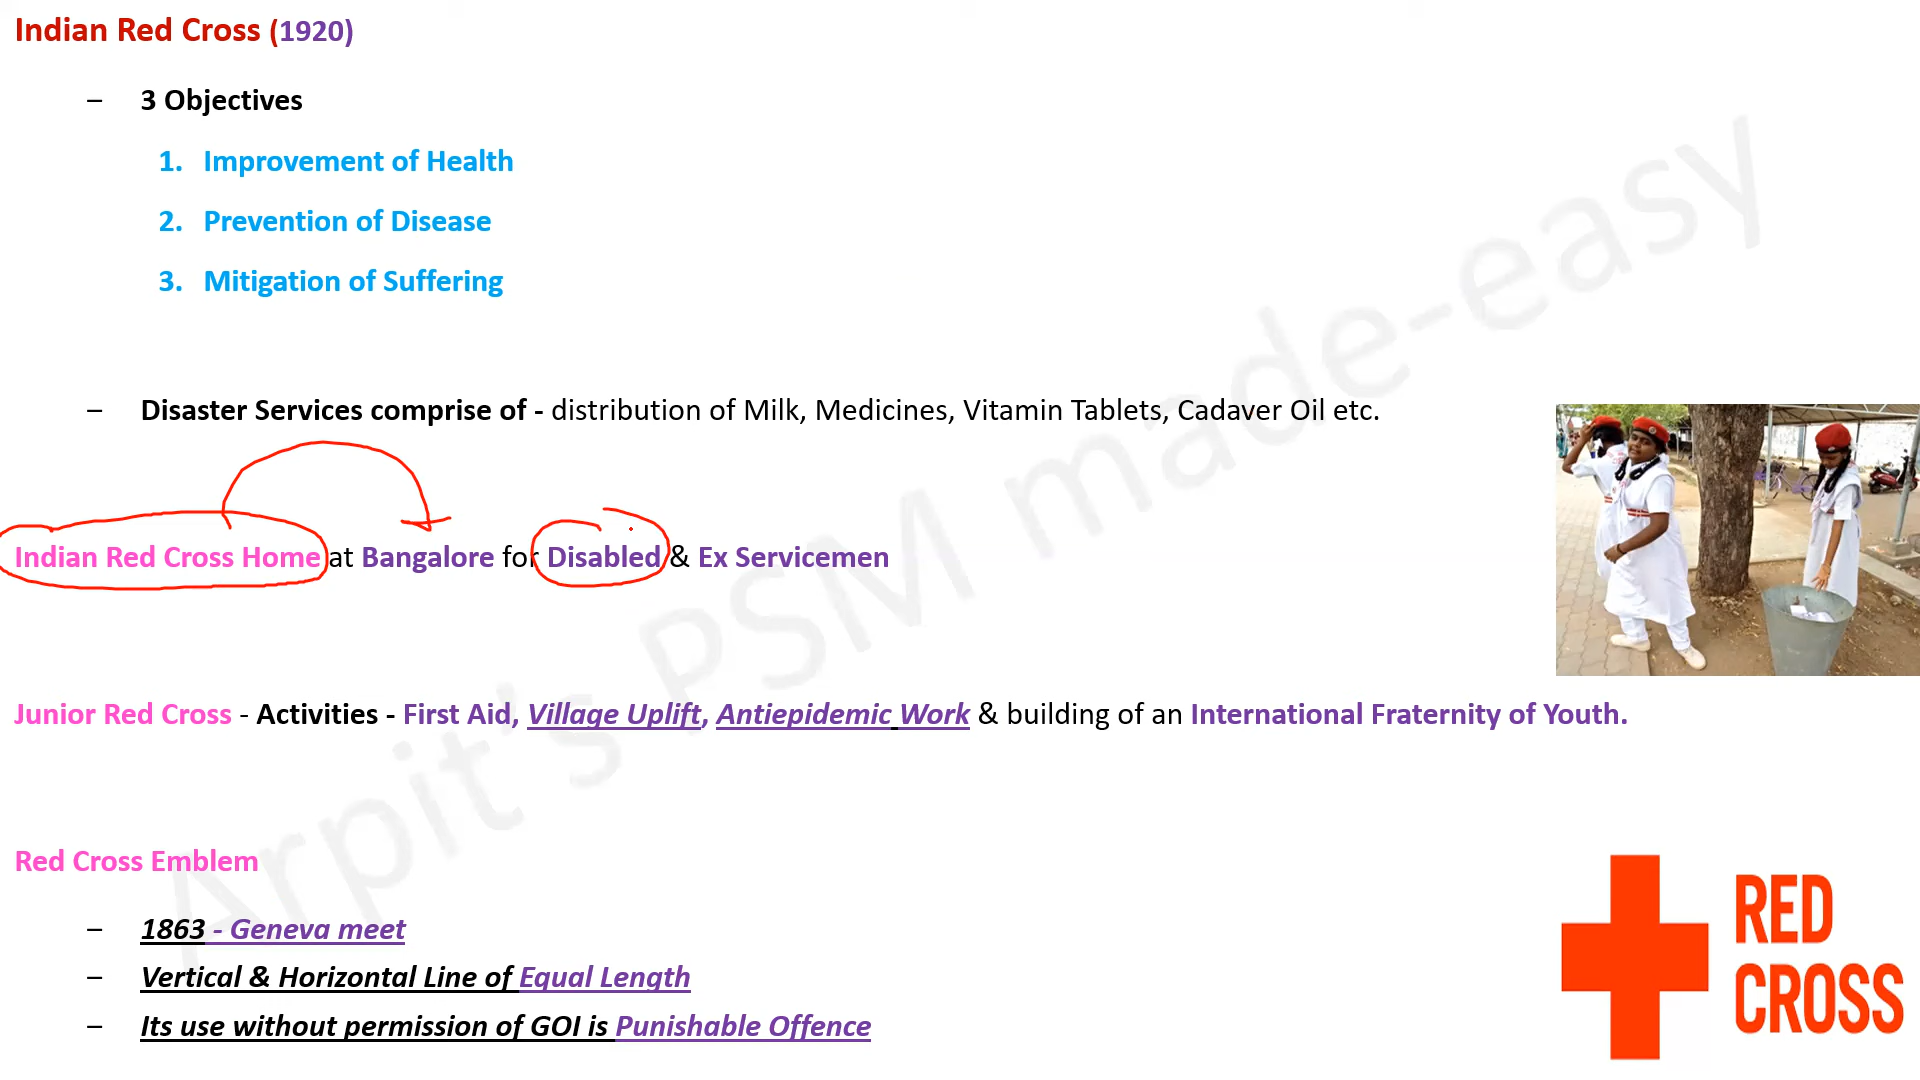 Indian Red Cross (1920)
– 3 Objectives
1. Improvement of Health
2. Prevention of Disease
3. Mitigation of Suffering
– Disaster Services comprise of - distribution of Milk, Medicines, Vitamin Tablets, Cadaver Oil etc.
Indian Red Cross Home at Bangalore for Disabled & Ex Servicemen
Junior Red Cross - Activities - First Aid, Village Uplift, Antiepidemic Work & building of an International Fraternity of Youth.
Red Cross Emblem
– 1863 - Geneva meet
– Vertical & Horizontal Line of Equal Length
– Its use without permission of GOI is Punishable Offence
RED
CROSS
Arpit's PSM made-easy